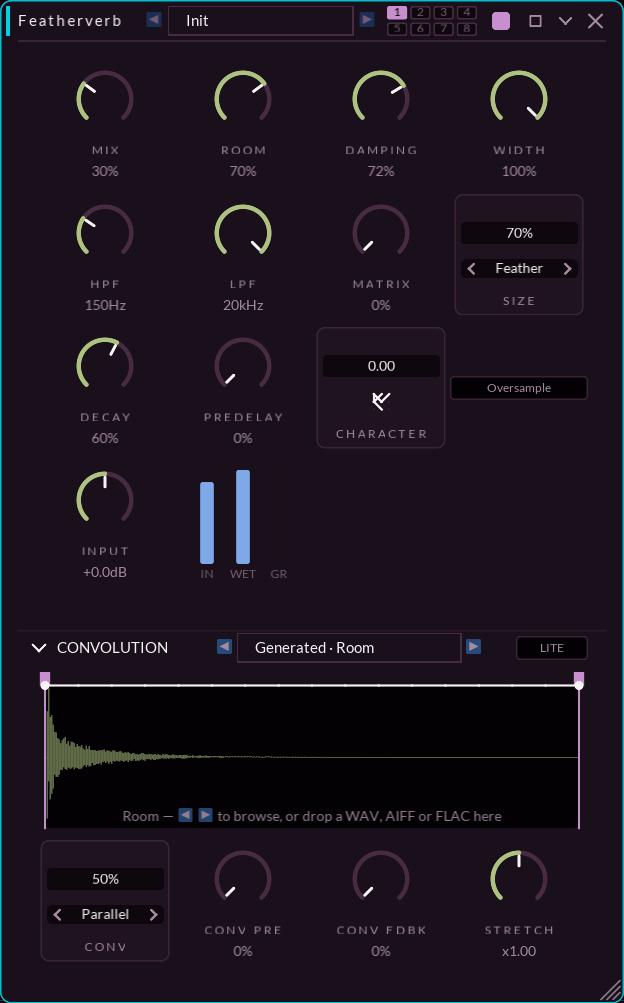 Featherverb ◀ Init ▶ 1 2 3 4
5 6 7 8
MIX ROOM DAMPING WIDTH
30% 70% 72% 100%
70%
Feather
HPF LPF MATRIX SIZE
150Hz 20kHz 0%
0.00
Oversample
DECAY PREDELAY CHARACTER
60% 0%
INPUT
+0.0dB IN WET GR
CONVOLUTION ◀ Generated · Room ▶ LITE
Room — ◀ ▶ to browse, or drop a WAV, AIFF or FLAC here
50%
Parallel
CONV CONV PRE CONV FDBK STRETCH
0% 0% x1.00